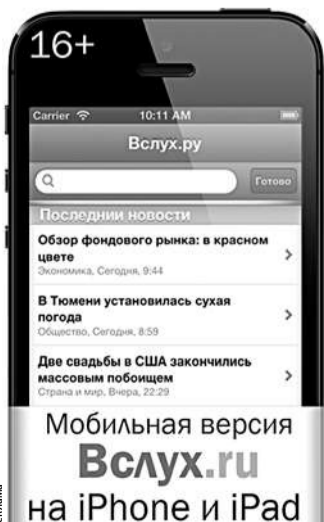 16+
Carrier 10:11 AM
Вслух.ру
Готово
Последнии новости
Обзор фондового рынка: в красном
цвете
Экономика, Сегодня, 9:44
В Тюмени установилась сухая
погода
Общество, Сегодня, 8:59
Две свадьбы в США закончились
массовым побоищем
Страна и мир, Вчера, 22:29
Мобильная версия
Вслух.ru
на iPhone и iPad